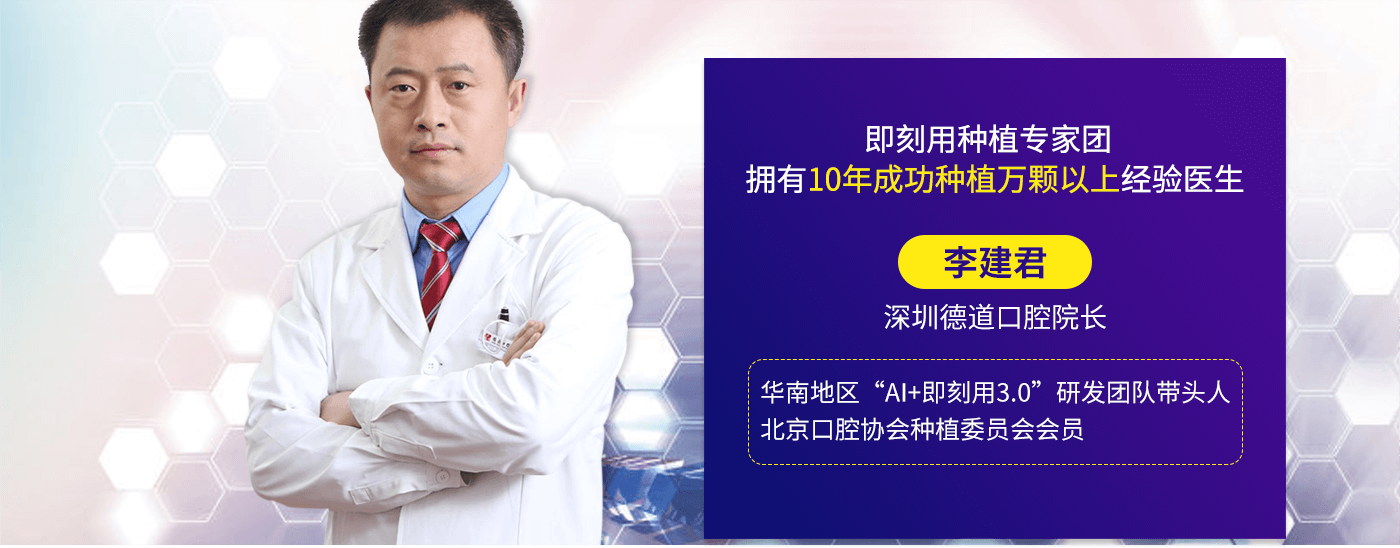 即刻用种植专家团
拥有10年成功种植万颗以上经验医生
李建君
深圳德道口腔院长
华南地区“AI+即刻用3.0”研发团队带头人
北京口腔协会种植委员会会员